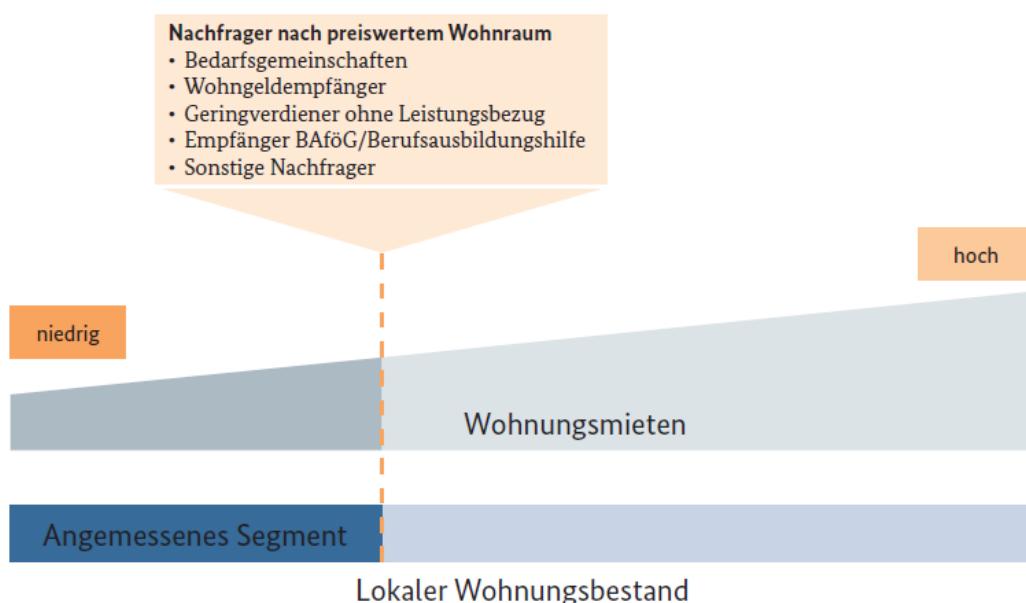 Nachfrager nach preiswertem Wohnraum
• Bedarfsgemeinschaften
• Wohngeldempfänger
• Geringverdiener ohne Leistungsbezug
• Empfänger BAföG/Berufsausbildungshilfe
• Sonstige Nachfrager
hoch
niedrig
Wohnungsmieten
Angemessenes Segment
Lokaler Wohnungsbestand